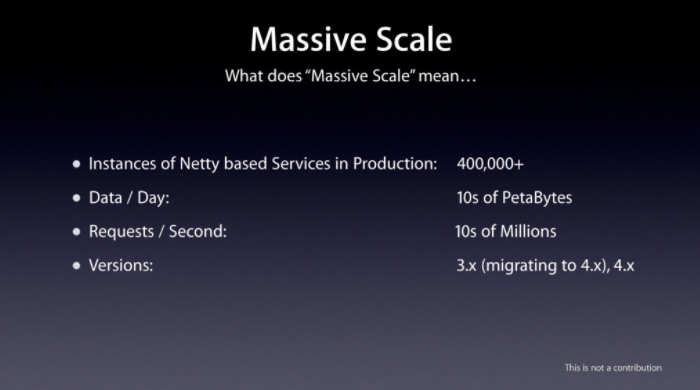 Massive Scale
What does “Massive Scale” mean…
• Instances of Netty based Services in Production: 400,000+
• Data / Day: 10s of PetaBytes
• Requests / Second: 10s of Millions
• Versions: 3.x (migrating to 4.x), 4.x
This is not a contribution